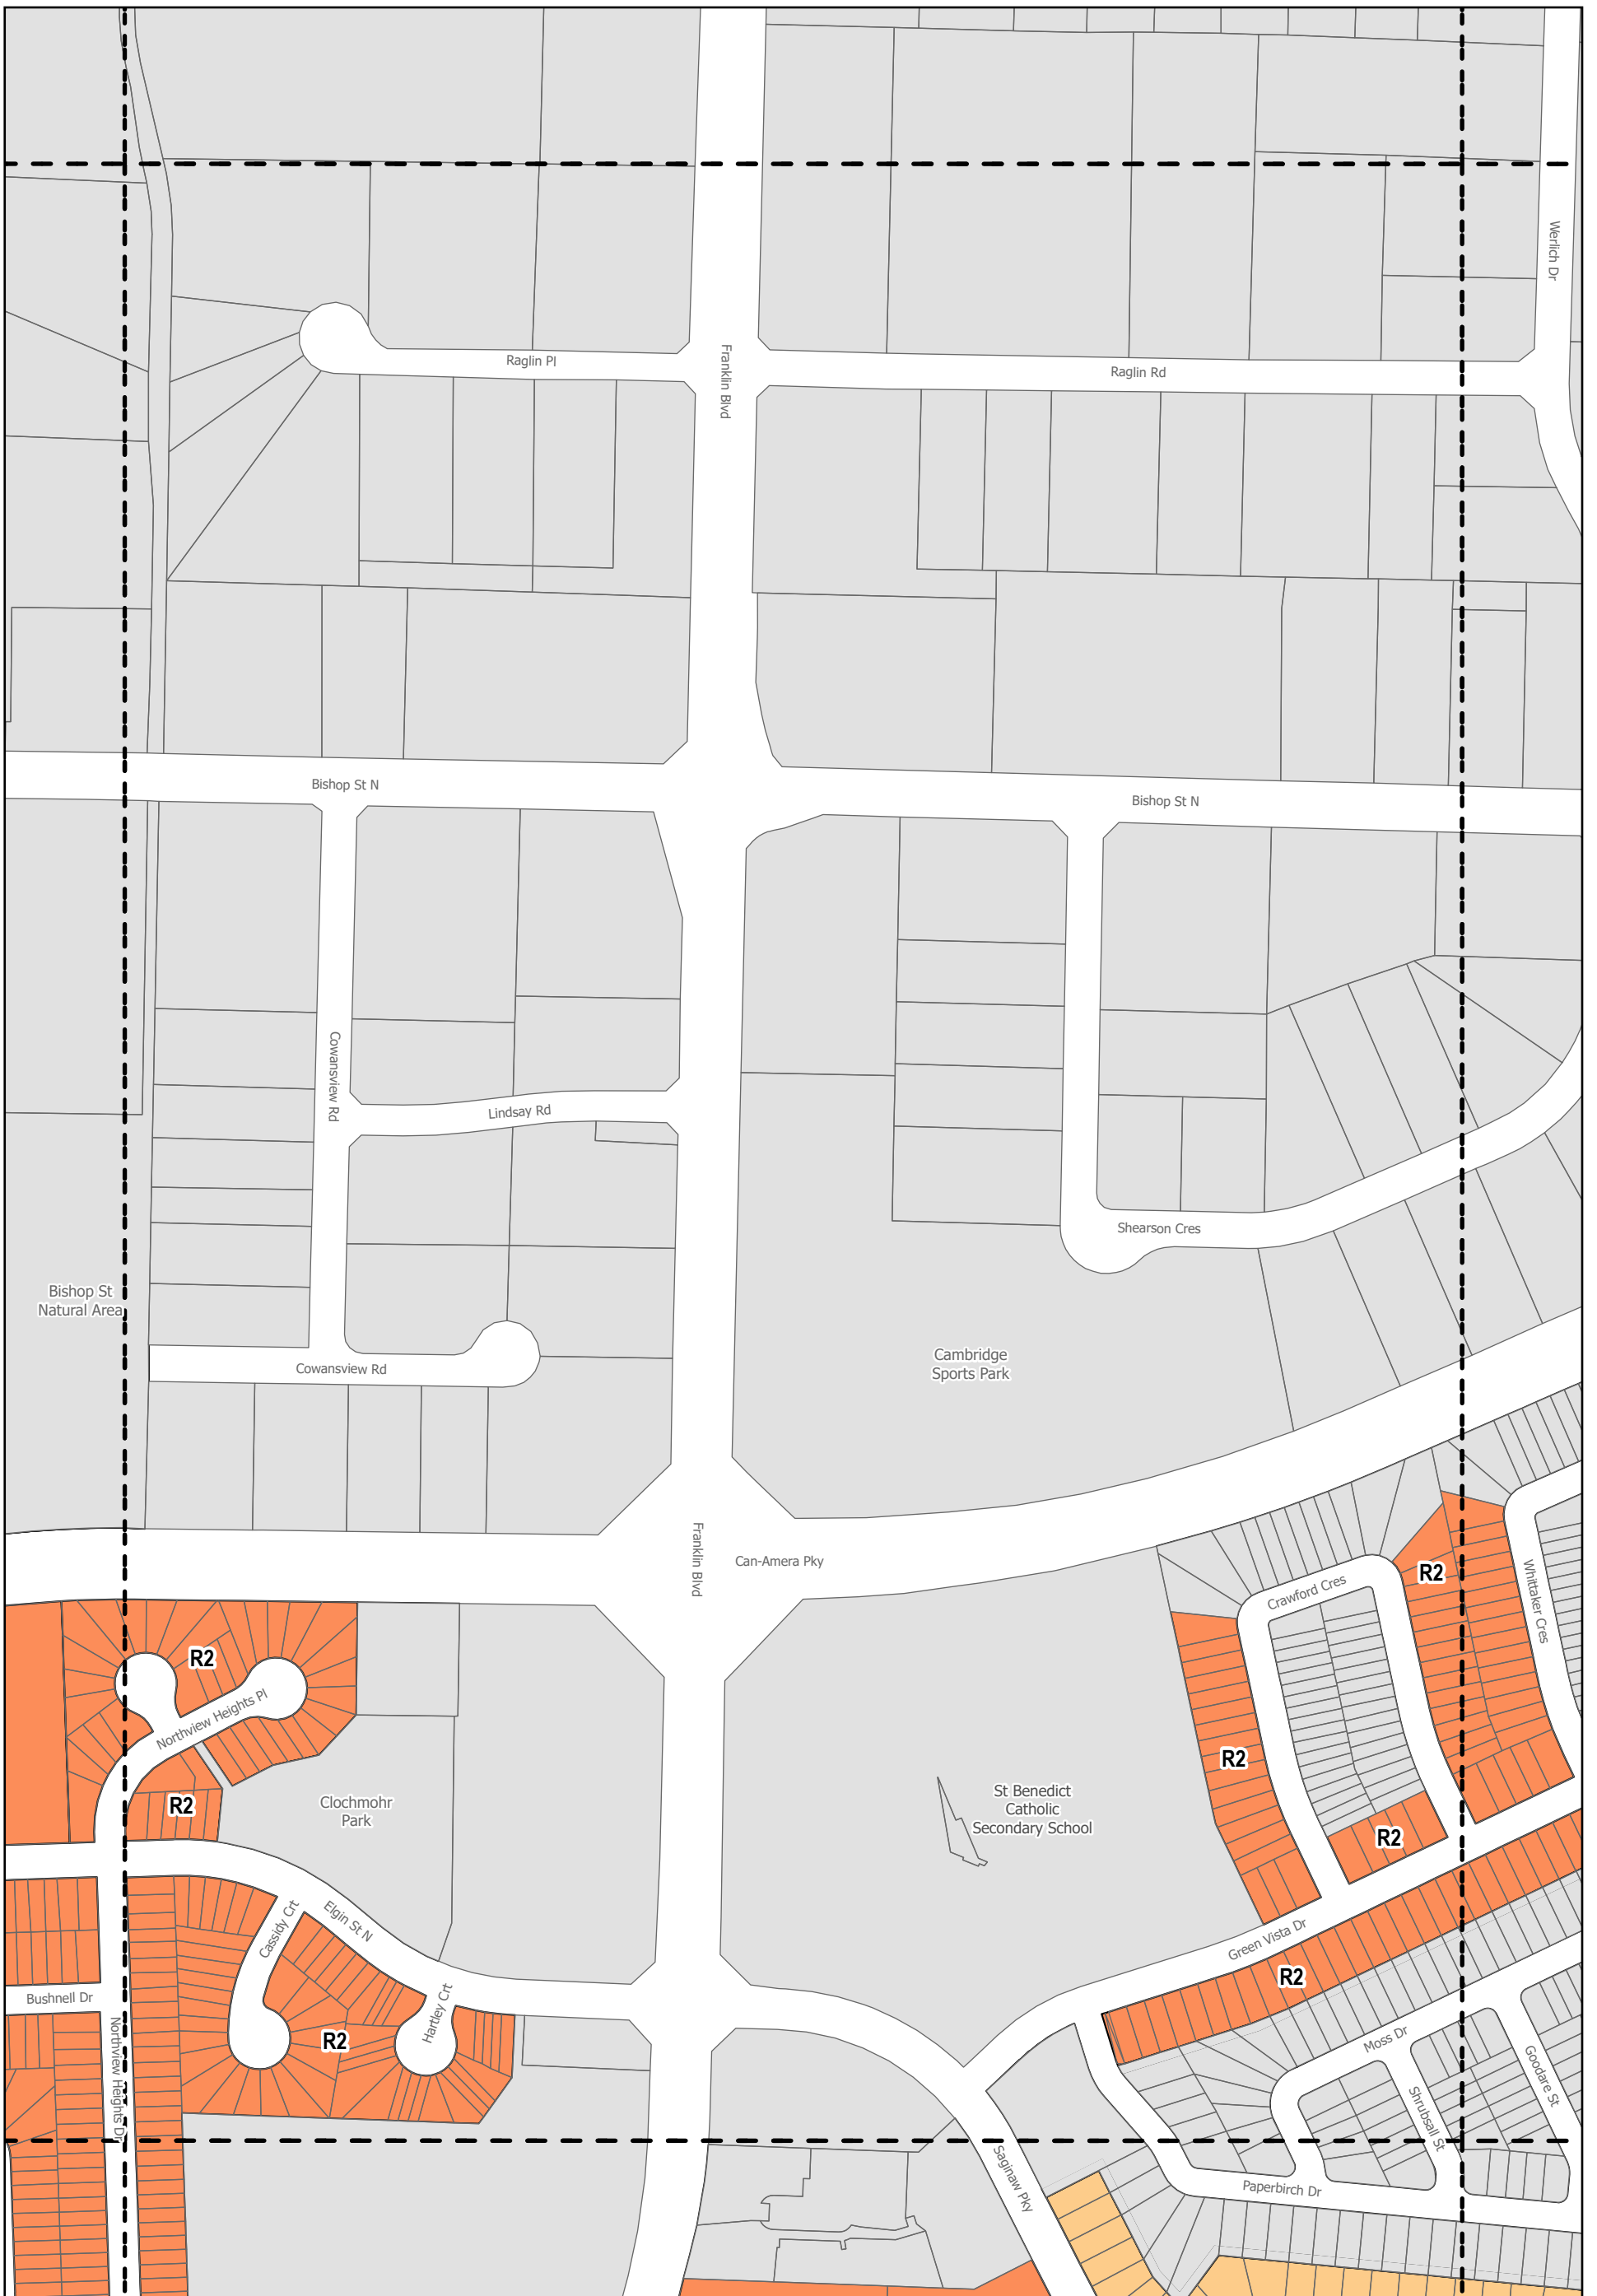 Werlich Dr
Raglin Pl
Franklin Blvd
Raglin Rd
Bishop St N
Bishop St N
Cowansview Rd
Lindsay Rd
Shearson Cres
Bishop St
Natural Area
Cambridge
Sports Park
Cowansview Rd
Franklin Blvd
Can-Amera Pky
Crawford Cres
R2
Whittaker Cres
R2
Northview Heights Pl
R2
R2
Clochmohr
Park
St Benedict
Catholic
Secondary School
R2
Elgin St N
Cassidy Crt
Green Vista Dr
R2
Bushnell Dr
Hartley Crt
R2
Northview Heights Dr
Moss Dr
Goodare St
Shrubsall St
Saginaw Pky
Paperbirch Dr